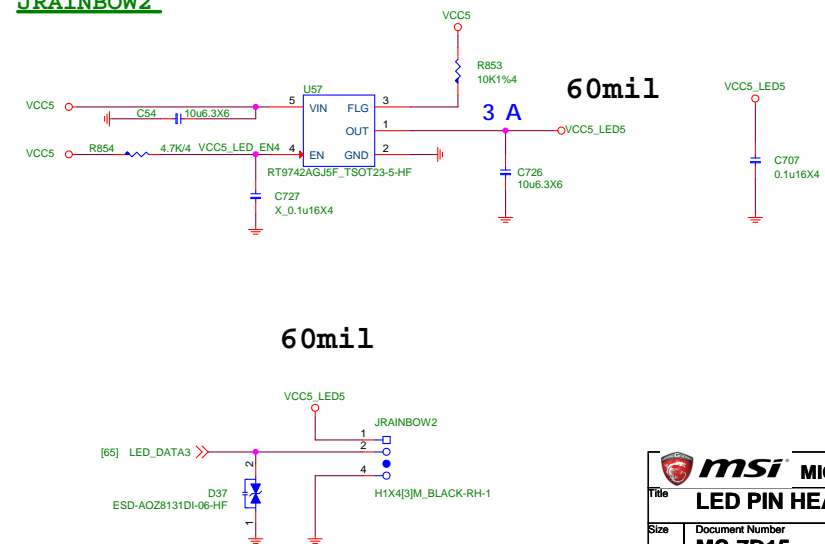 JRAINBOW2
VCC5
R853
10K1%4
60mil
VCC_LED5
U57
VCC5
5
VIN
FLG
3
C54
10u6.3X6
3 A
OUT
1
VCC5_LED5
VCC5
R854
4.7K/4
VCC5_LED_EN4
4
EN
GND
2
RT9742AGJ5F_TSOT23-5-HF
C726
10u6.3X6
C707
0.1u16X4
C727
X_0.1u16X4
60mil
VCC5_LED5
JRAINBOW2
1
[65]
LED_DATA3
2
2
4
D37
ESD-AOZ8131DI-06-HF
H1X4[3]M_BLACK-RH-1
1
msi
Title
LED PIN
Size
Document Number